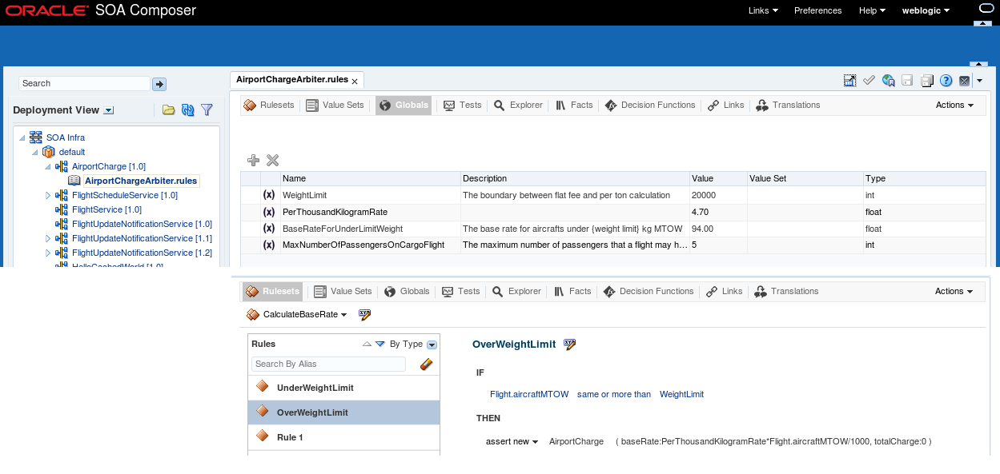 ORACLE SOA Composer Links Preferences Help weblogic
Search
AirportChargeArbiter.rules
Deployment View
Rulesets Value Sets Globals Tests Explorer Facts Decision Functions Links Translations Actions
SOA Infra
default
AirportCharge [1.0]
AirportChargeArbiter.rules
FlightScheduleService [1.0]
FlightService [1.0]
FlightUpdateNotificationService [1.0]
FlightUpdateNotificationService [1.1]
FlightUpdateNotificationService [1.2]
HelloCachedWorld [1.0]
Name Description Value Value Set Type
(x) WeightLimit The boundary between flat fee and per ton calculation 20000 int
(x) PerThousandKilogramRate 4.70 float
(x) BaseRateForUnderLimitWeight The base rate for aircrafts under {weight limit} kg MTOW 94.00 float
(x) MaxNumberOfPassengersOnCargoFlight The maximum number of passengers that a flight may h... 5 int
Rulesets Value Sets Globals Tests Explorer Facts Decision Functions Links Translations Actions
CalculateBaseRate
Rules By Type
Search By Alias
UnderWeightLimit
OverWeightLimit
Rule 1
OverWeightLimit
IF
Flight.aircraftMTOW same or more than WeightLimit
THEN
assert new AirportCharge ( baseRate:PerThousandKilogramRate*Flight.aircraftMTOW/1000, totalCharge:0 )